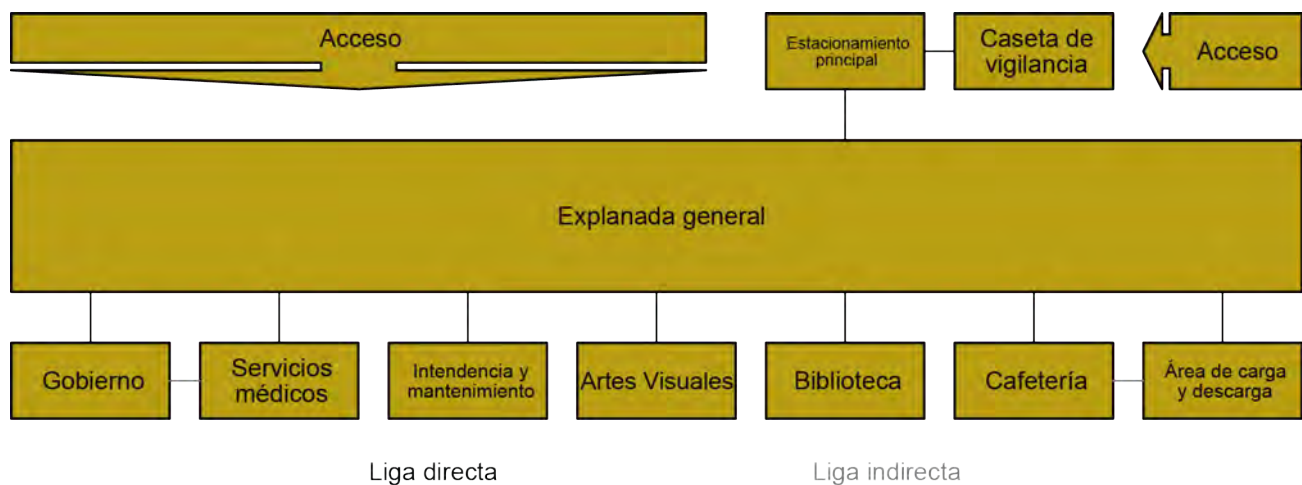 Acceso
Estacionamiento
principal
Caseta de
vigilancia
Acceso
Explanada general
Gobierno
Servicios
médicos
Intendencia y
mantenimiento
Artes Visuales
Biblioteca
Cafetería
Área de carga
y descarga
Liga directa
Liga indirecta